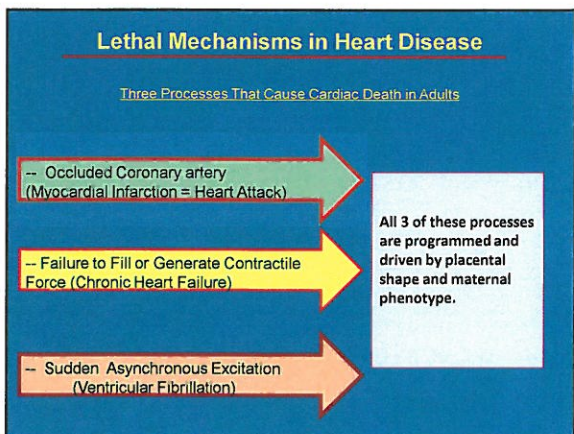 Lethal Mechanisms in Heart Disease
Three Processes That Cause Cardiac Death in Adults
-- Occluded Coronary artery
(Myocardial Infarction = Heart Attack)
-- Failure to Fill or Generate Contractile
Force (Chronic Heart Failure)
-- Sudden Asynchronous Excitation
(Ventricular Fibrillation)
All 3 of these processes
are programmed and
driven by placental
shape and maternal
phenotype.